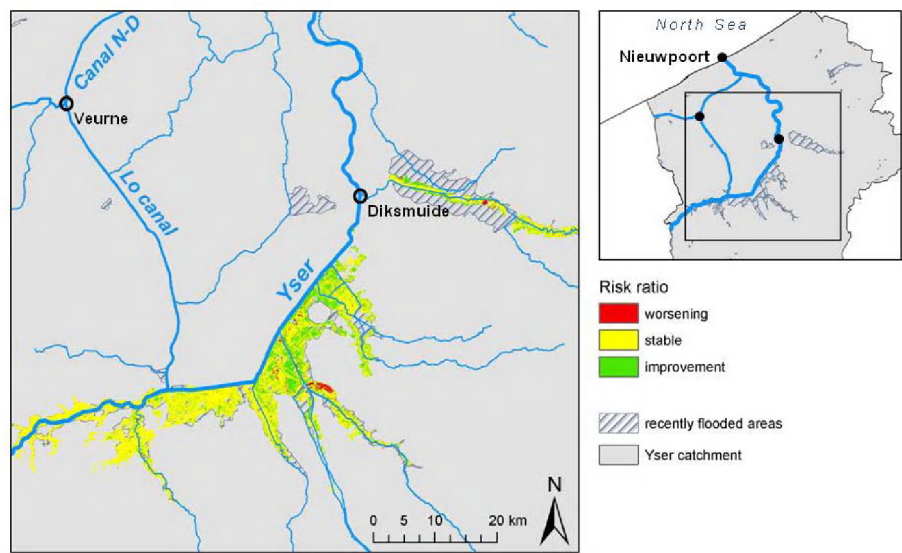 Canal N-D
Veurne
Lo canal
Diksmuide
Yser
N
0 5 10 20 km
North Sea
Nieuwpoort
Risk ratio
worsening
stable
improvement
recently flooded areas
Yser catchment